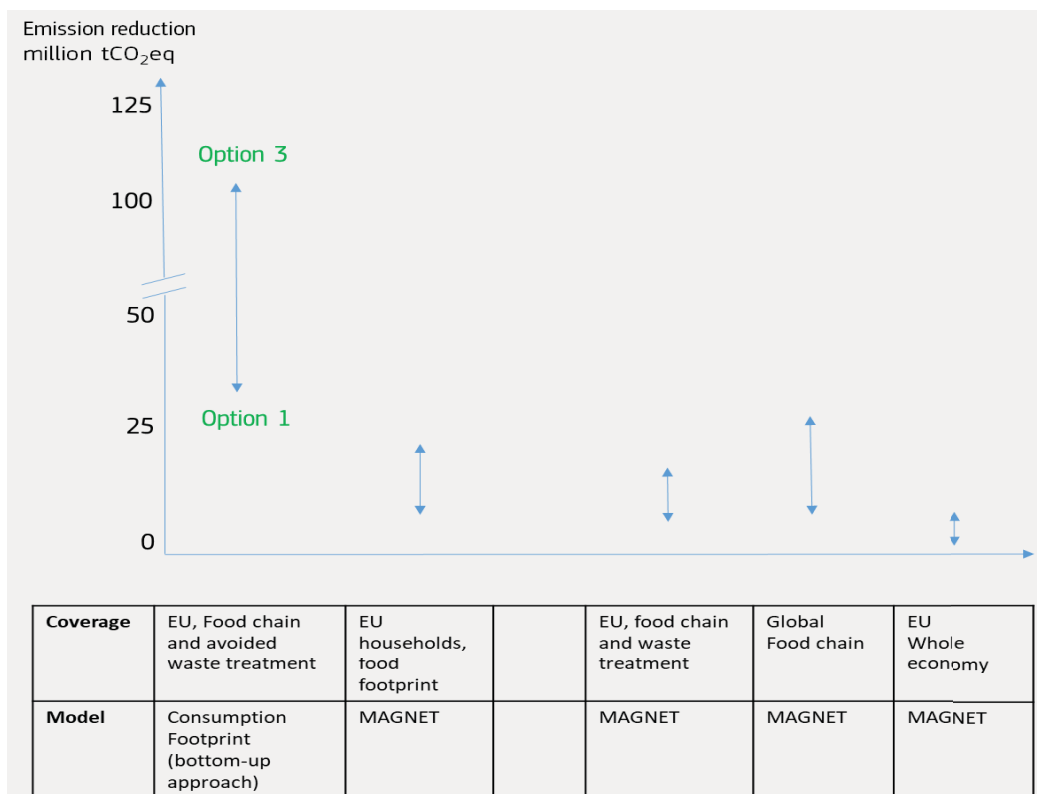 Emission reduction
million tCO₂eq
125
Option 3
100
50
Option 1
25
0
Coverage
EU, Food chain
and avoided
waste treatment
EU
households,
food
footprint
EU, food chain
and waste
treatment
Global
Food chain
EU
Whole
economy
Model
Consumption
Footprint
(bottom-up
approach)
MAGNET
MAGNET
MAGNET
MAGNET